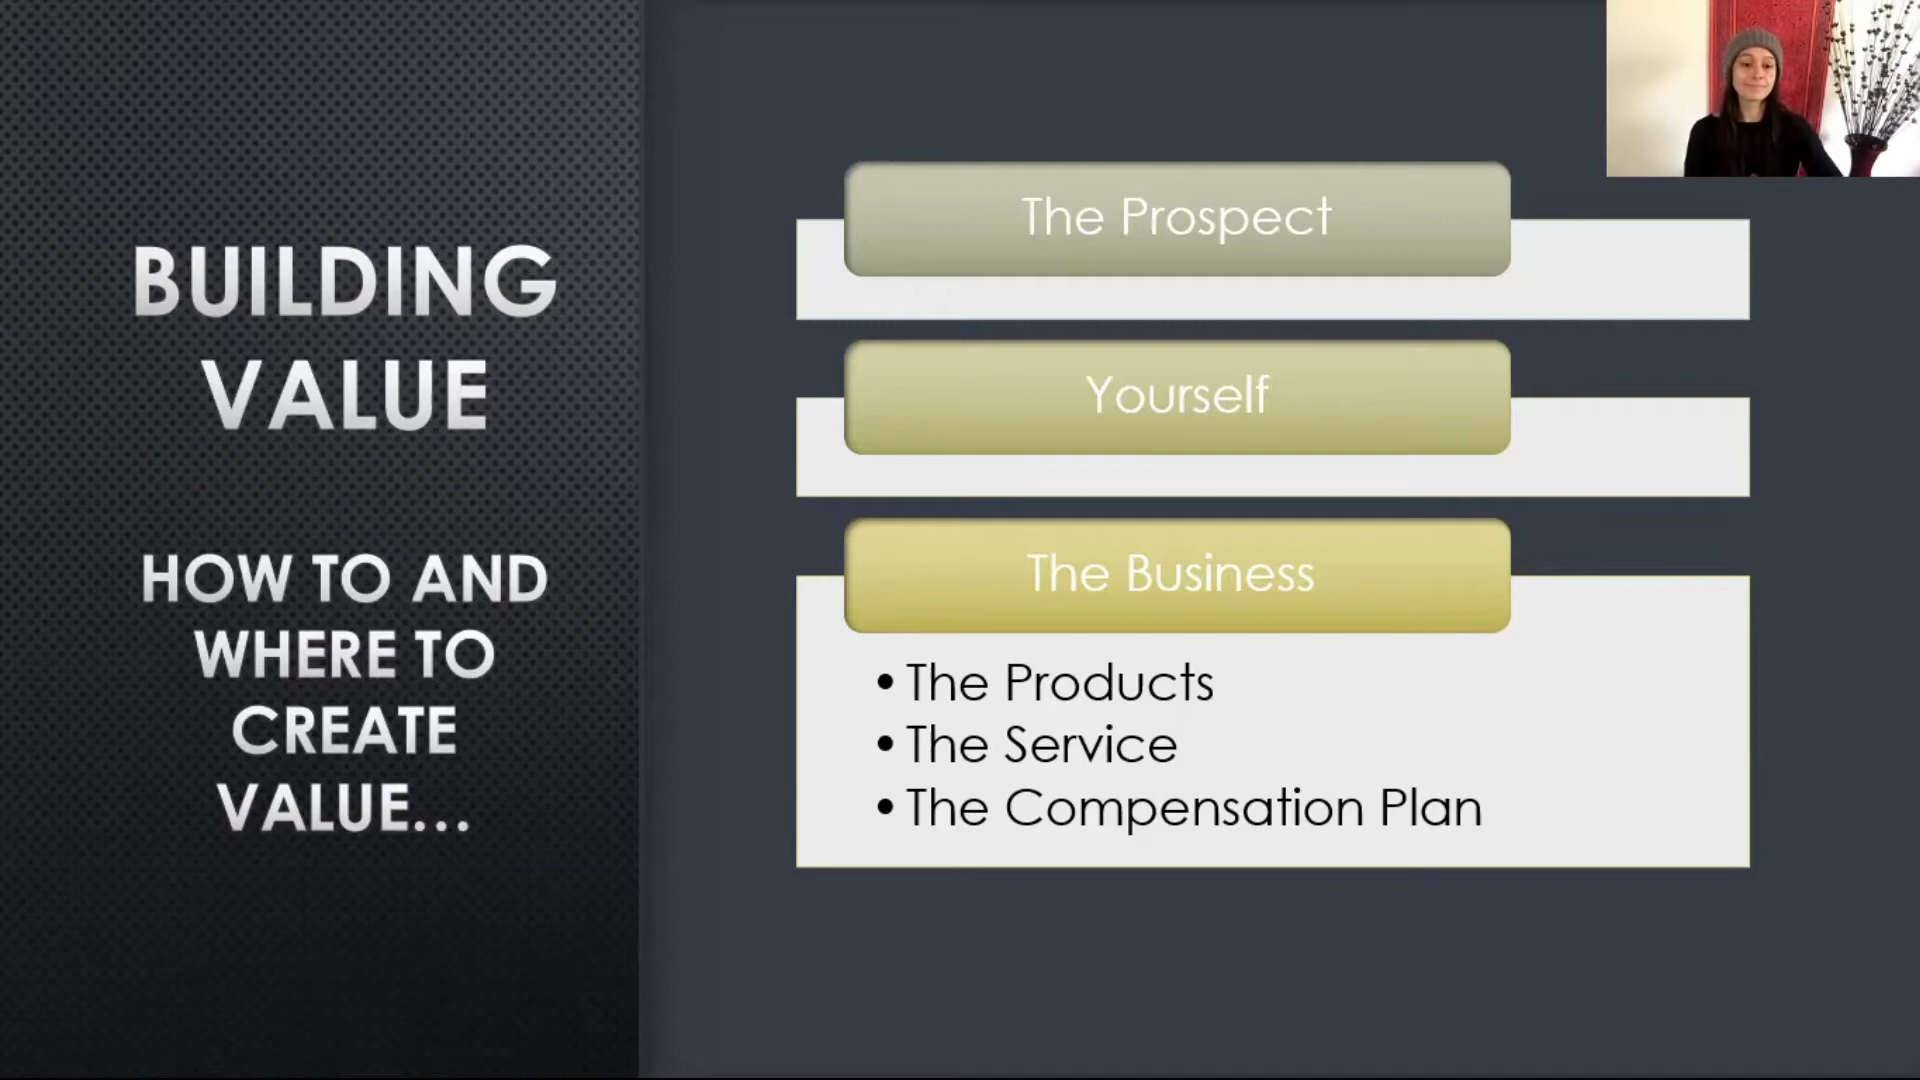 BUILDING
VALUE
HOW TO AND
WHERE TO
CREATE
VALUE...
The Prospect
Yourself
The Business
• The Products
• The Service
• The Compensation Plan